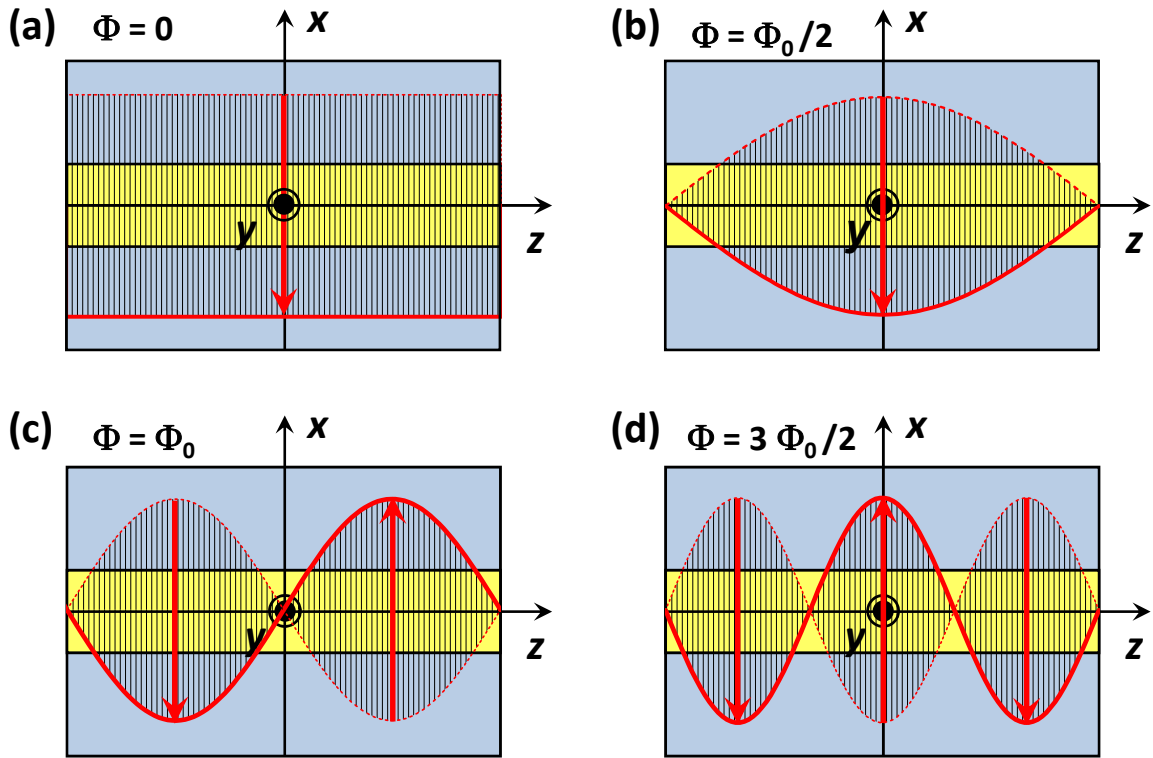 (a) Φ = 0
x
y
z
(b) Φ = Φ₀/2
x
y
z
(c) Φ = Φ₀
x
y
z
(d) Φ = 3 Φ₀/2
x
y
z